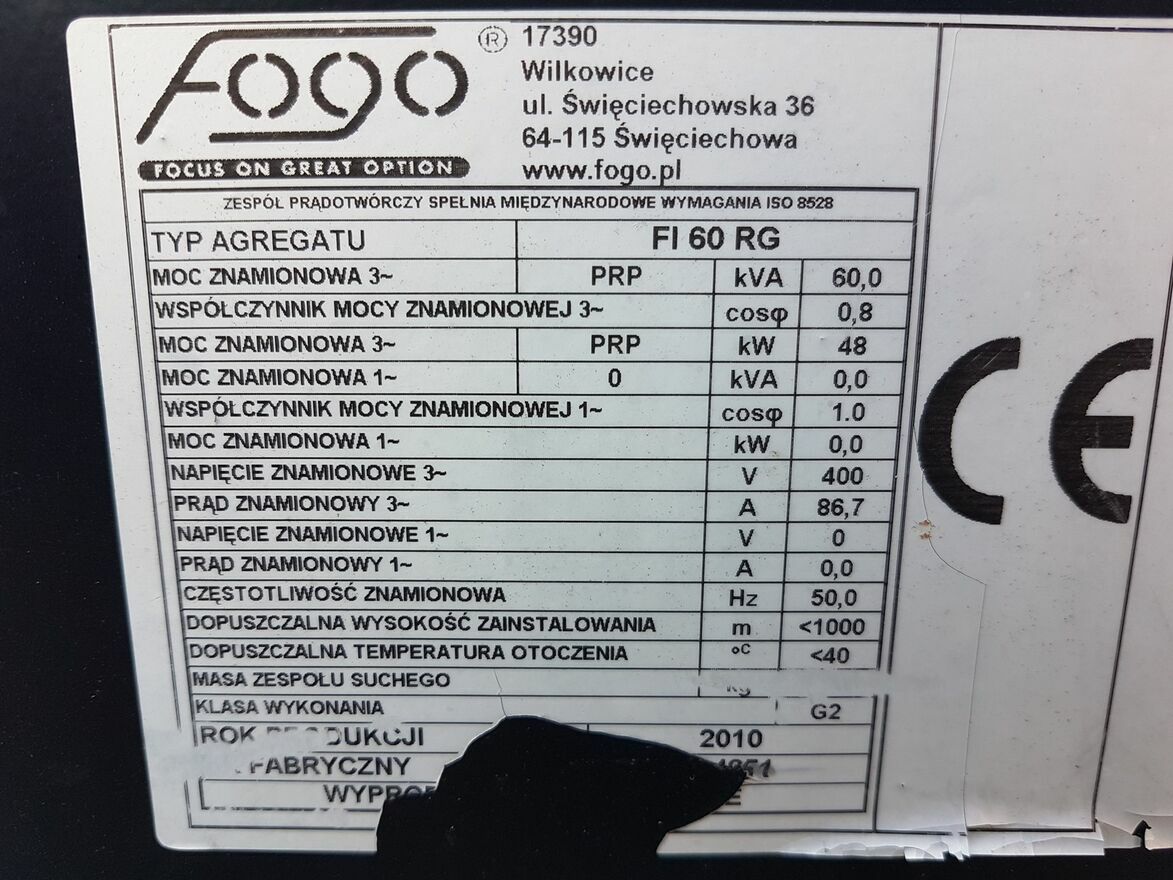 Fogo ® 17390
Wilkowice
ul. Święciechowska 36
64-115 Święciechowa
FOCUS ON GREAT OPTION www.fogo.pl
ZESPÓŁ PRĄDOTWÓRCZY SPEŁNIA MIĘDZYNARODOWE WYMAGANIA ISO 8528
TYP AGREGATU FI 60 RG
MOC ZNAMIONOWA 3~ PRP kVA 60,0
WSPÓŁCZYNNIK MOCY ZNAMIONOWEJ 3~ cosφ 0,8
MOC ZNAMIONOWA 3~ PRP kW 48
MOC ZNAMIONOWA 1~ 0 kVA 0,0
WSPÓŁCZYNNIK MOCY ZNAMIONOWEJ 1~ cosφ 1.0
MOC ZNAMIONOWA 1~ kW 0,0
NAPIĘCIE ZNAMIONOWE 3~ V 400
PRĄD ZNAMIONOWY 3~ A 86,7
NAPIĘCIE ZNAMIONOWE 1~ V 0
PRĄD ZNAMIONOWY 1~ A 0,0
CZĘSTOTLIWOŚĆ ZNAMIONOWA Hz 50,0
DOPUSZCZALNA WYSOKOŚĆ ZAINSTALOWANIA m <1000
DOPUSZCZALNA TEMPERATURA OTOCZENIA °C <40
MASA ZESPOŁU SUCHEGO kg
KLASA WYKONANIA G2
ROK PRODUKCJI 2010
FABRYCZNY
CE